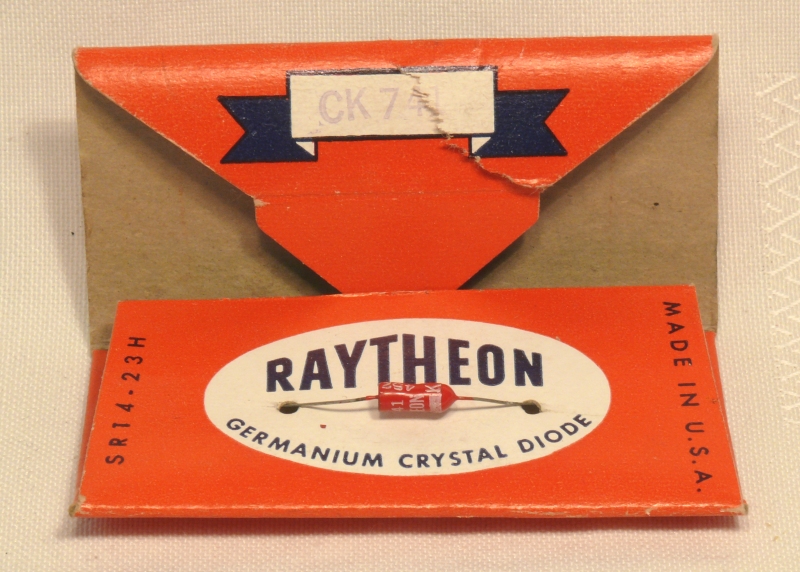 CK 741
RAYTHEON
GERMANIUM CRYSTAL DIODE
SR14-23H
MADE IN U.S.A.